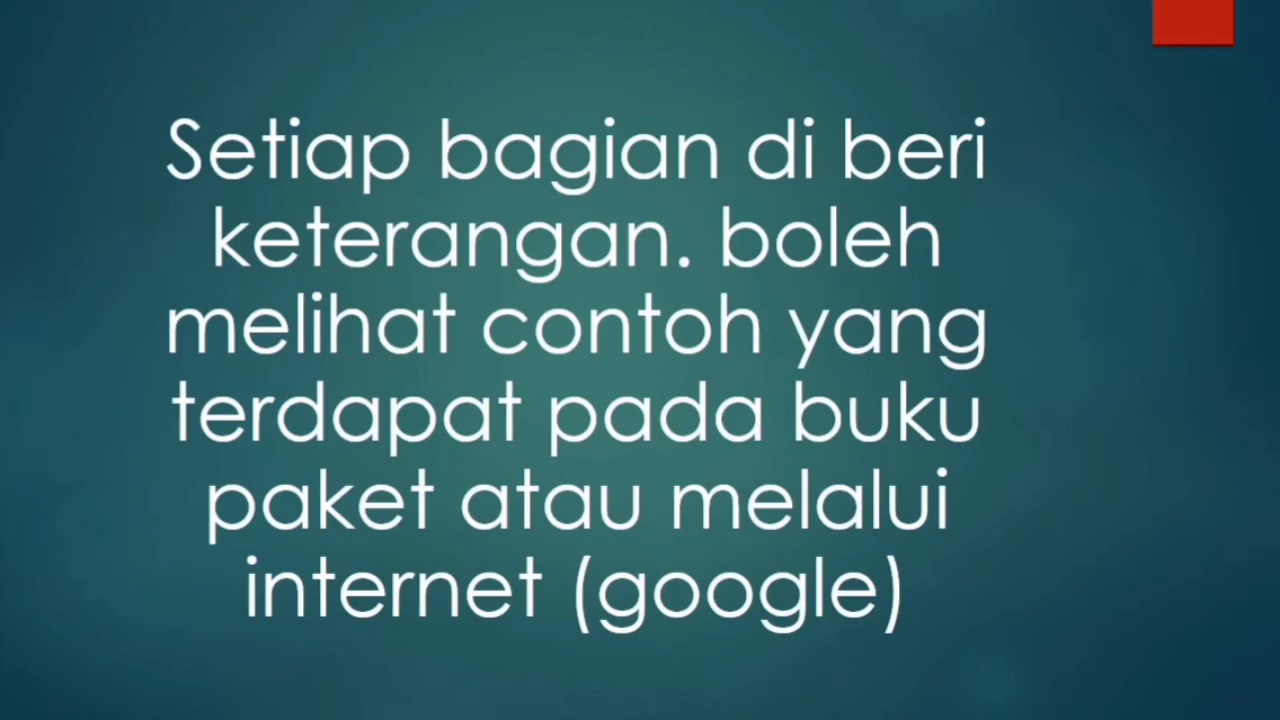 Setiap bagian di beri
keterangan. boleh
melihat contoh yang
terdapat pada buku
paket atau melalui
internet (google)